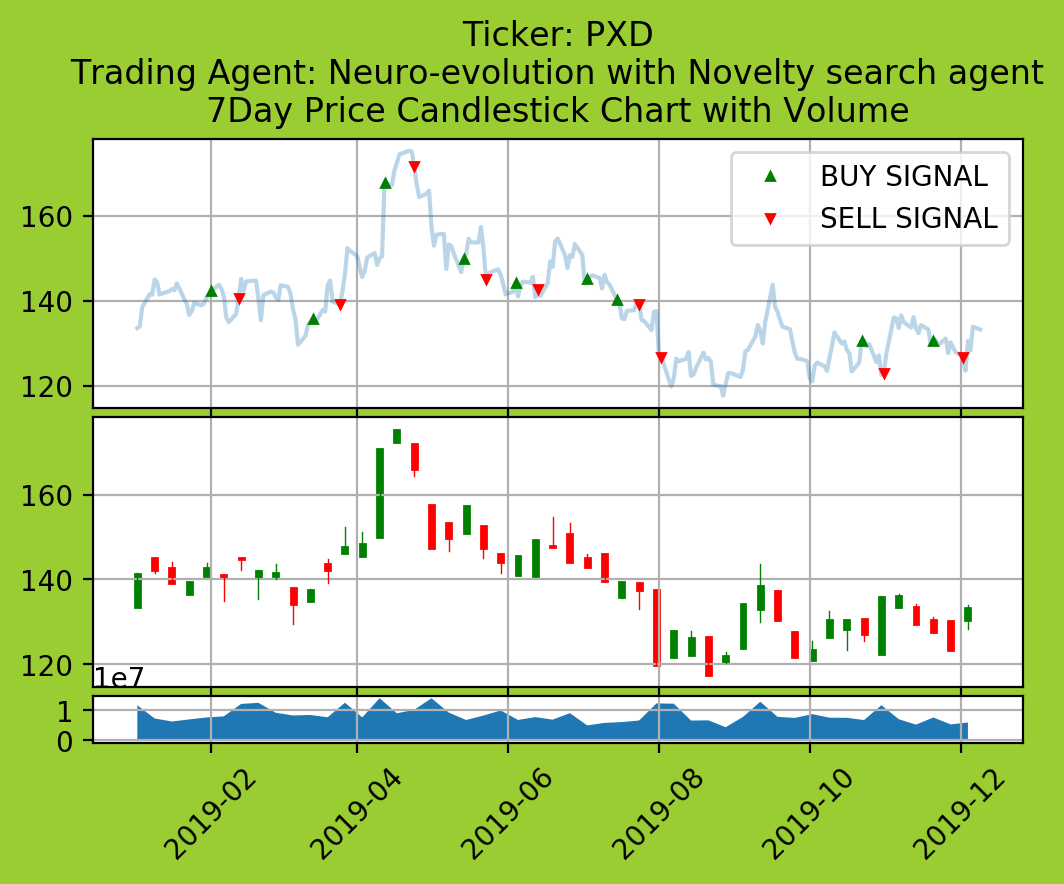 Ticker: PXD
Trading Agent: Neuro-evolution with Novelty search agent
7Day Price Candlestick Chart with Volume
BUY SIGNAL
SELL SIGNAL
160
140
120
160
140
120
1e7
1
0
2019-02
2019-04
2019-06
2019-08
2019-10
2019-12